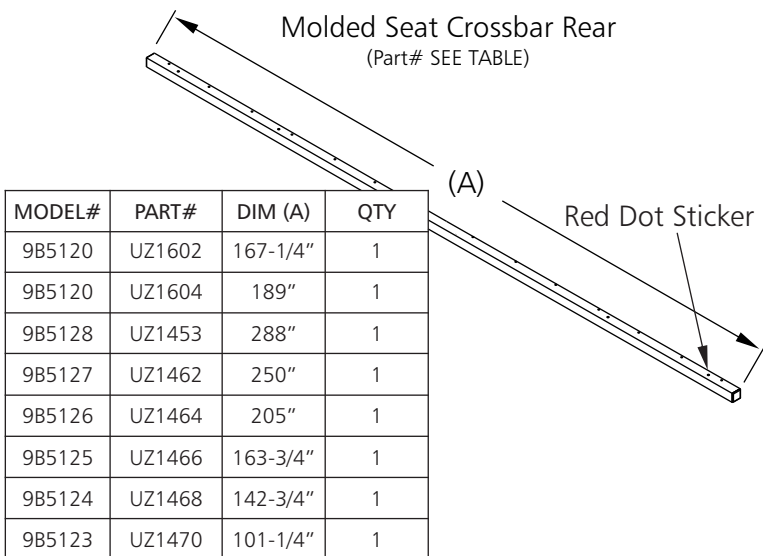 Molded Seat Crossbar Rear
(Part# SEE TABLE)
(A)
Red Dot Sticker
MODEL# PART# DIM (A) QTY
9B5120 UZ1602 167-1/4” 1
9B5120 UZ1604 189” 1
9B5128 UZ1453 288” 1
9B5127 UZ1462 250” 1
9B5126 UZ1464 205” 1
9B5125 UZ1466 163-3/4” 1
9B5124 UZ1468 142-3/4” 1
9B5123 UZ1470 101-1/4” 1